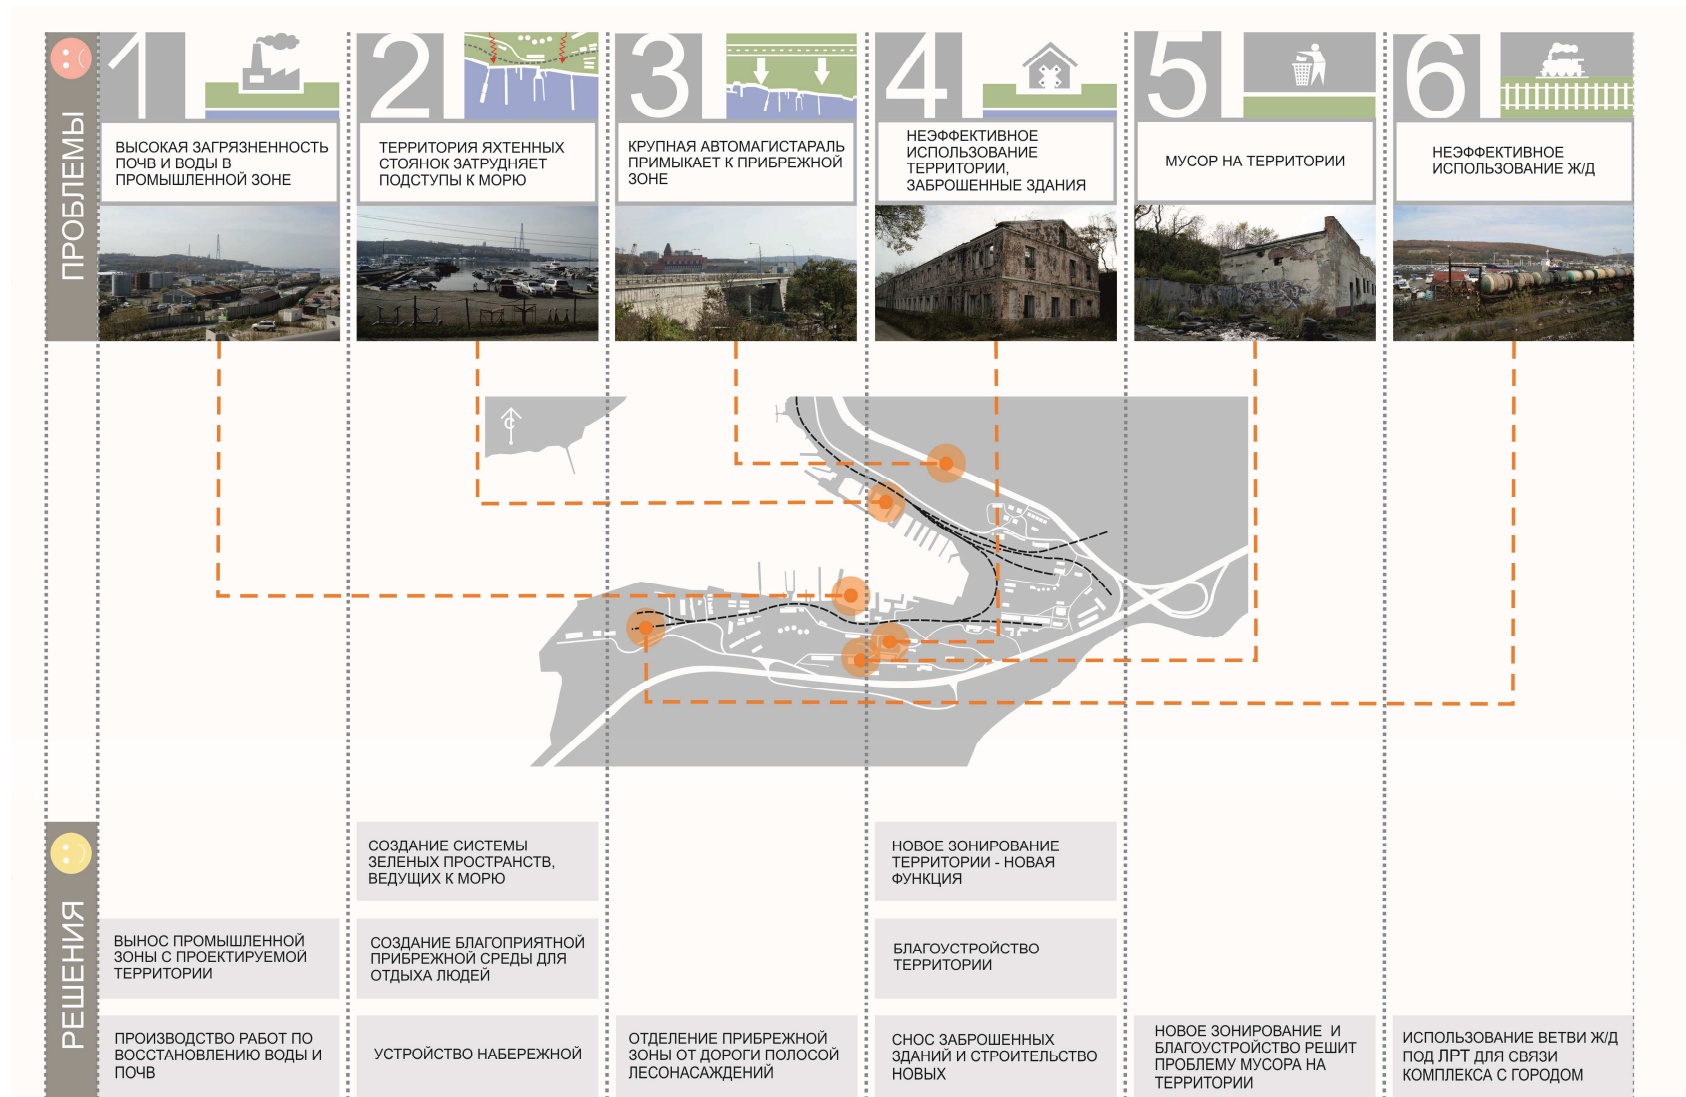 ПРОБЛЕМЫ
1
ВЫСОКАЯ ЗАГРЯЗНЕННОСТЬ
ПОЧВ И ВОДЫ В
ПРОМЫШЛЕННОЙ ЗОНЕ
2
ТЕРРИТОРИЯ ЯХТЕННЫХ
СТОЯНОК ЗАТРУДНЯЕТ
ПОДСТУПЫ К МОРЮ
3
КРУПНАЯ АВТОМАГИСТАРАЛЬ
ПРИМЫКАЕТ К ПРИБРЕЖНОЙ
ЗОНЕ
4
НЕЭФФЕКТИВНОЕ
ИСПОЛЬЗОВАНИЕ
ТЕРРИТОРИИ,
ЗАБРОШЕННЫЕ ЗДАНИЯ
5
МУСОР НА ТЕРРИТОРИИ
6
НЕЭФФЕКТИВНОЕ
ИСПОЛЬЗОВАНИЕ Ж/Д
С
РЕШЕНИЯ
ВЫНОС ПРОМЫШЛЕННОЙ
ЗОНЫ С ПРОЕКТИРУЕМОЙ
ТЕРРИТОРИИ
ПРОИЗВОДСТВО РАБОТ ПО
ВОССТАНОВЛЕНИЮ ВОДЫ И
ПОЧВ
СОЗДАНИЕ СИСТЕМЫ
ЗЕЛЕНЫХ ПРОСТРАНСТВ,
ВЕДУЩИХ К МОРЮ
СОЗДАНИЕ БЛАГОПРИЯТНОЙ
ПРИБРЕЖНОЙ СРЕДЫ ДЛЯ
ОТДЫХА ЛЮДЕЙ
УСТРОЙСТВО НАБЕРЕЖНОЙ
ОТДЕЛЕНИЕ ПРИБРЕЖНОЙ
ЗОНЫ ОТ ДОРОГИ ПОЛОСОЙ
ЛЕСОНАСАЖДЕНИЙ
НОВОЕ ЗОНИРОВАНИЕ
ТЕРРИТОРИИ - НОВАЯ
ФУНКЦИЯ
БЛАГОУСТРОЙСТВО
ТЕРРИТОРИИ
СНОС ЗАБРОШЕННЫХ
ЗДАНИЙ И СТРОИТЕЛЬСТВО
НОВЫХ
НОВОЕ ЗОНИРОВАНИЕ И
БЛАГОУСТРОЙСТВО РЕШИТ
ПРОБЛЕМУ МУСОРА НА
ТЕРРИТОРИИ
ИСПОЛЬЗОВАНИЕ ВЕТВИ Ж/Д
ПОД ЛРТ ДЛЯ СВЯЗИ
КОМПЛЕКСА С ГОРОДОМ